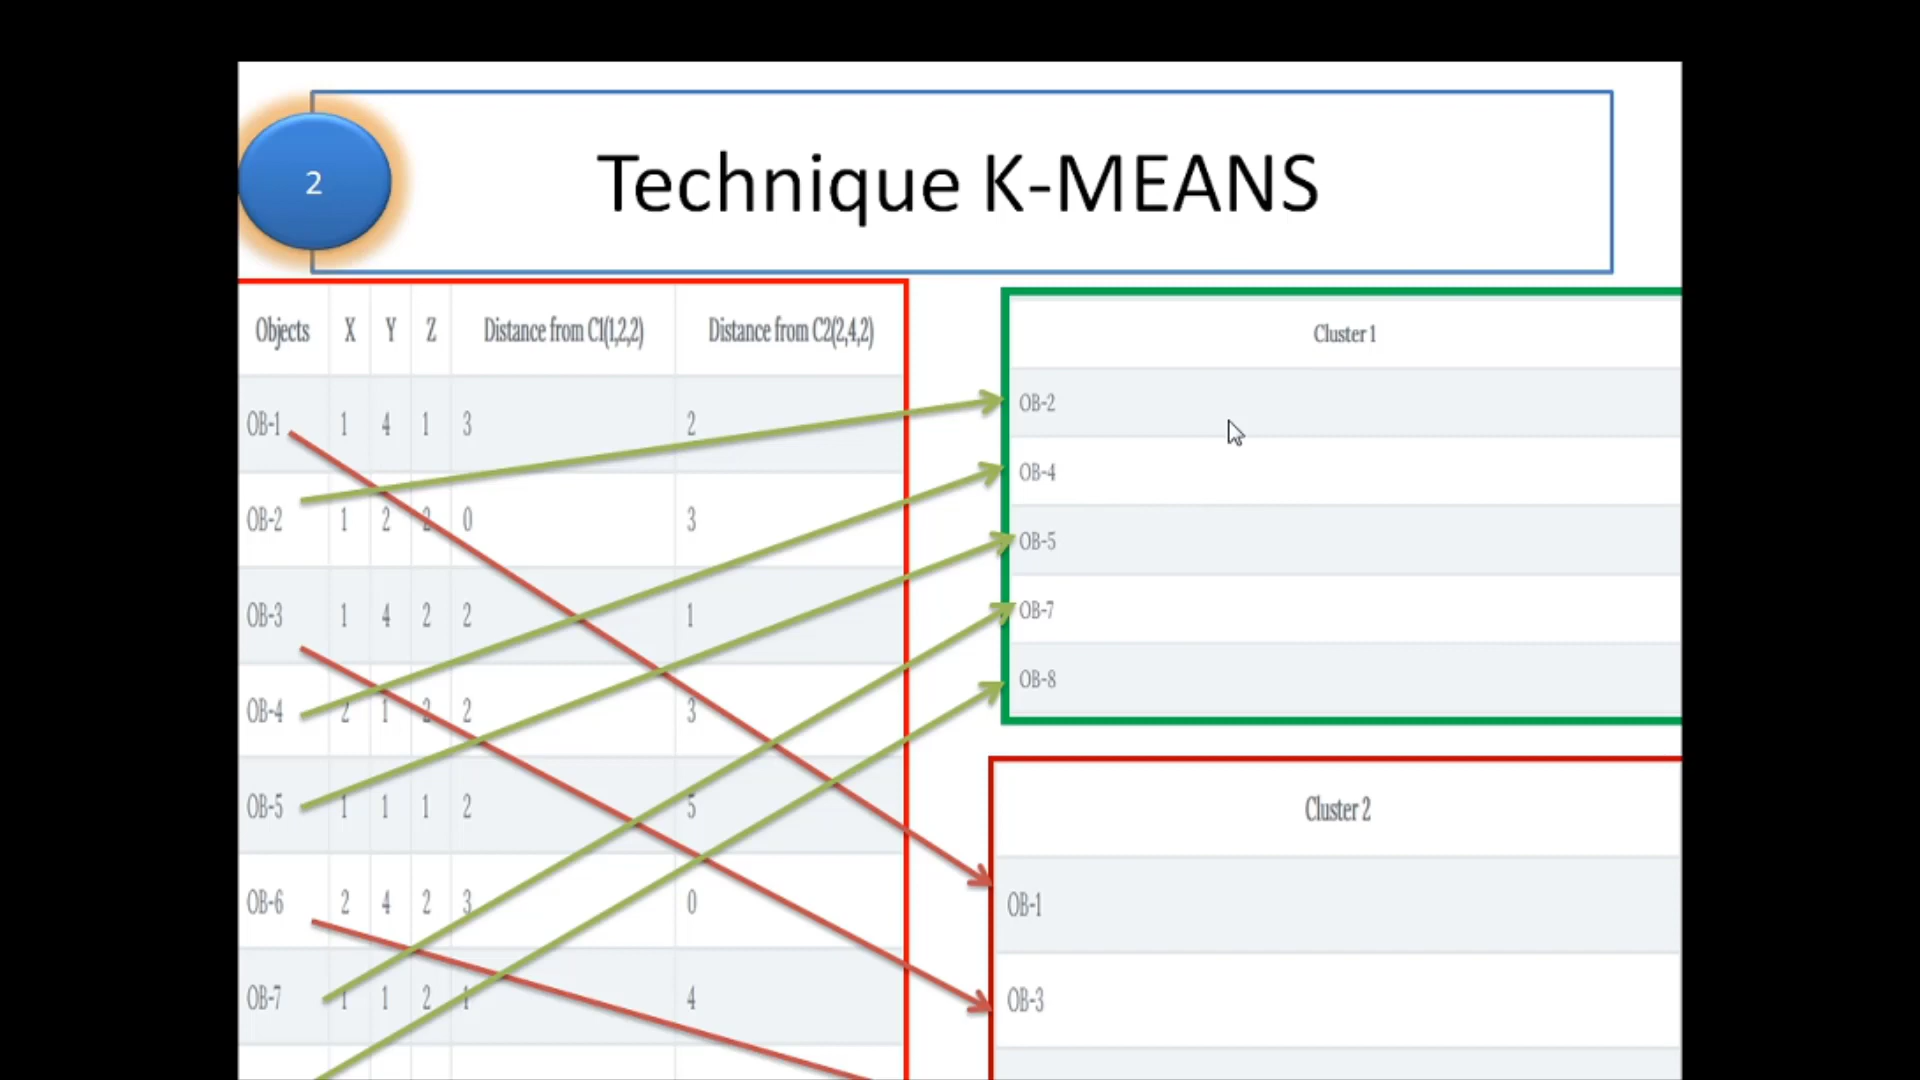 2
Technique K-MEANS
Objects X Y Z Distance from C1(1,2,2) Distance from C2(2,4,2)
OB-1 1 4 1 3 2
OB-2 1 2 2 0 3
OB-3 1 4 2 2 1
OB-4 2 1 2 2 3
OB-5 1 1 1 2 5
OB-6 2 4 2 3 0
OB-7 1 1 2 1 4
Cluster 1
OB-2
OB-4
OB-5
OB-7
OB-8
Cluster 2
OB-1
OB-3